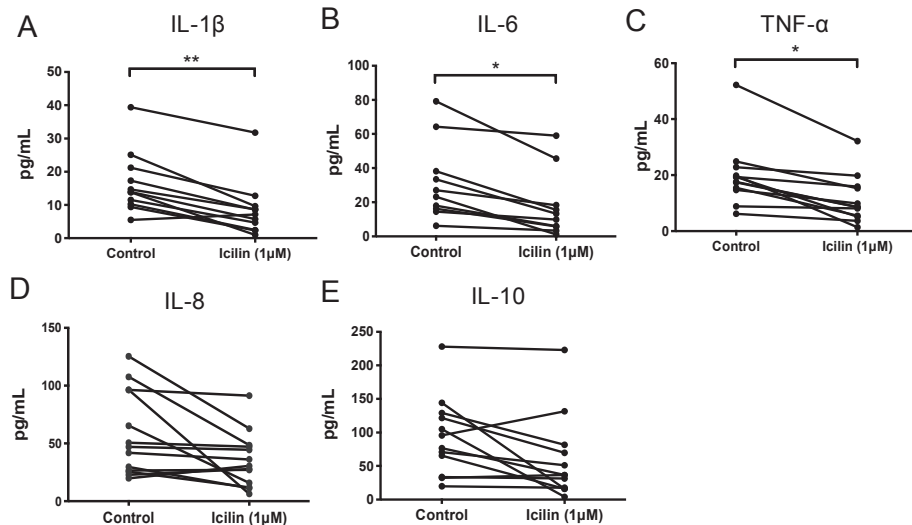 A IL-1β
**
pg/mL
50
40
30
20
10
0
Control Icilin (1µM)
B IL-6
*
pg/mL
100
80
60
40
20
0
Control Icilin (1µM)
C TNF-α
*
pg/mL
60
40
20
0
Control Icilin (1µM)
D IL-8
pg/mL
150
100
50
0
Control Icilin (1µM)
E IL-10
pg/mL
250
200
150
100
50
0
Control Icilin (1µM)